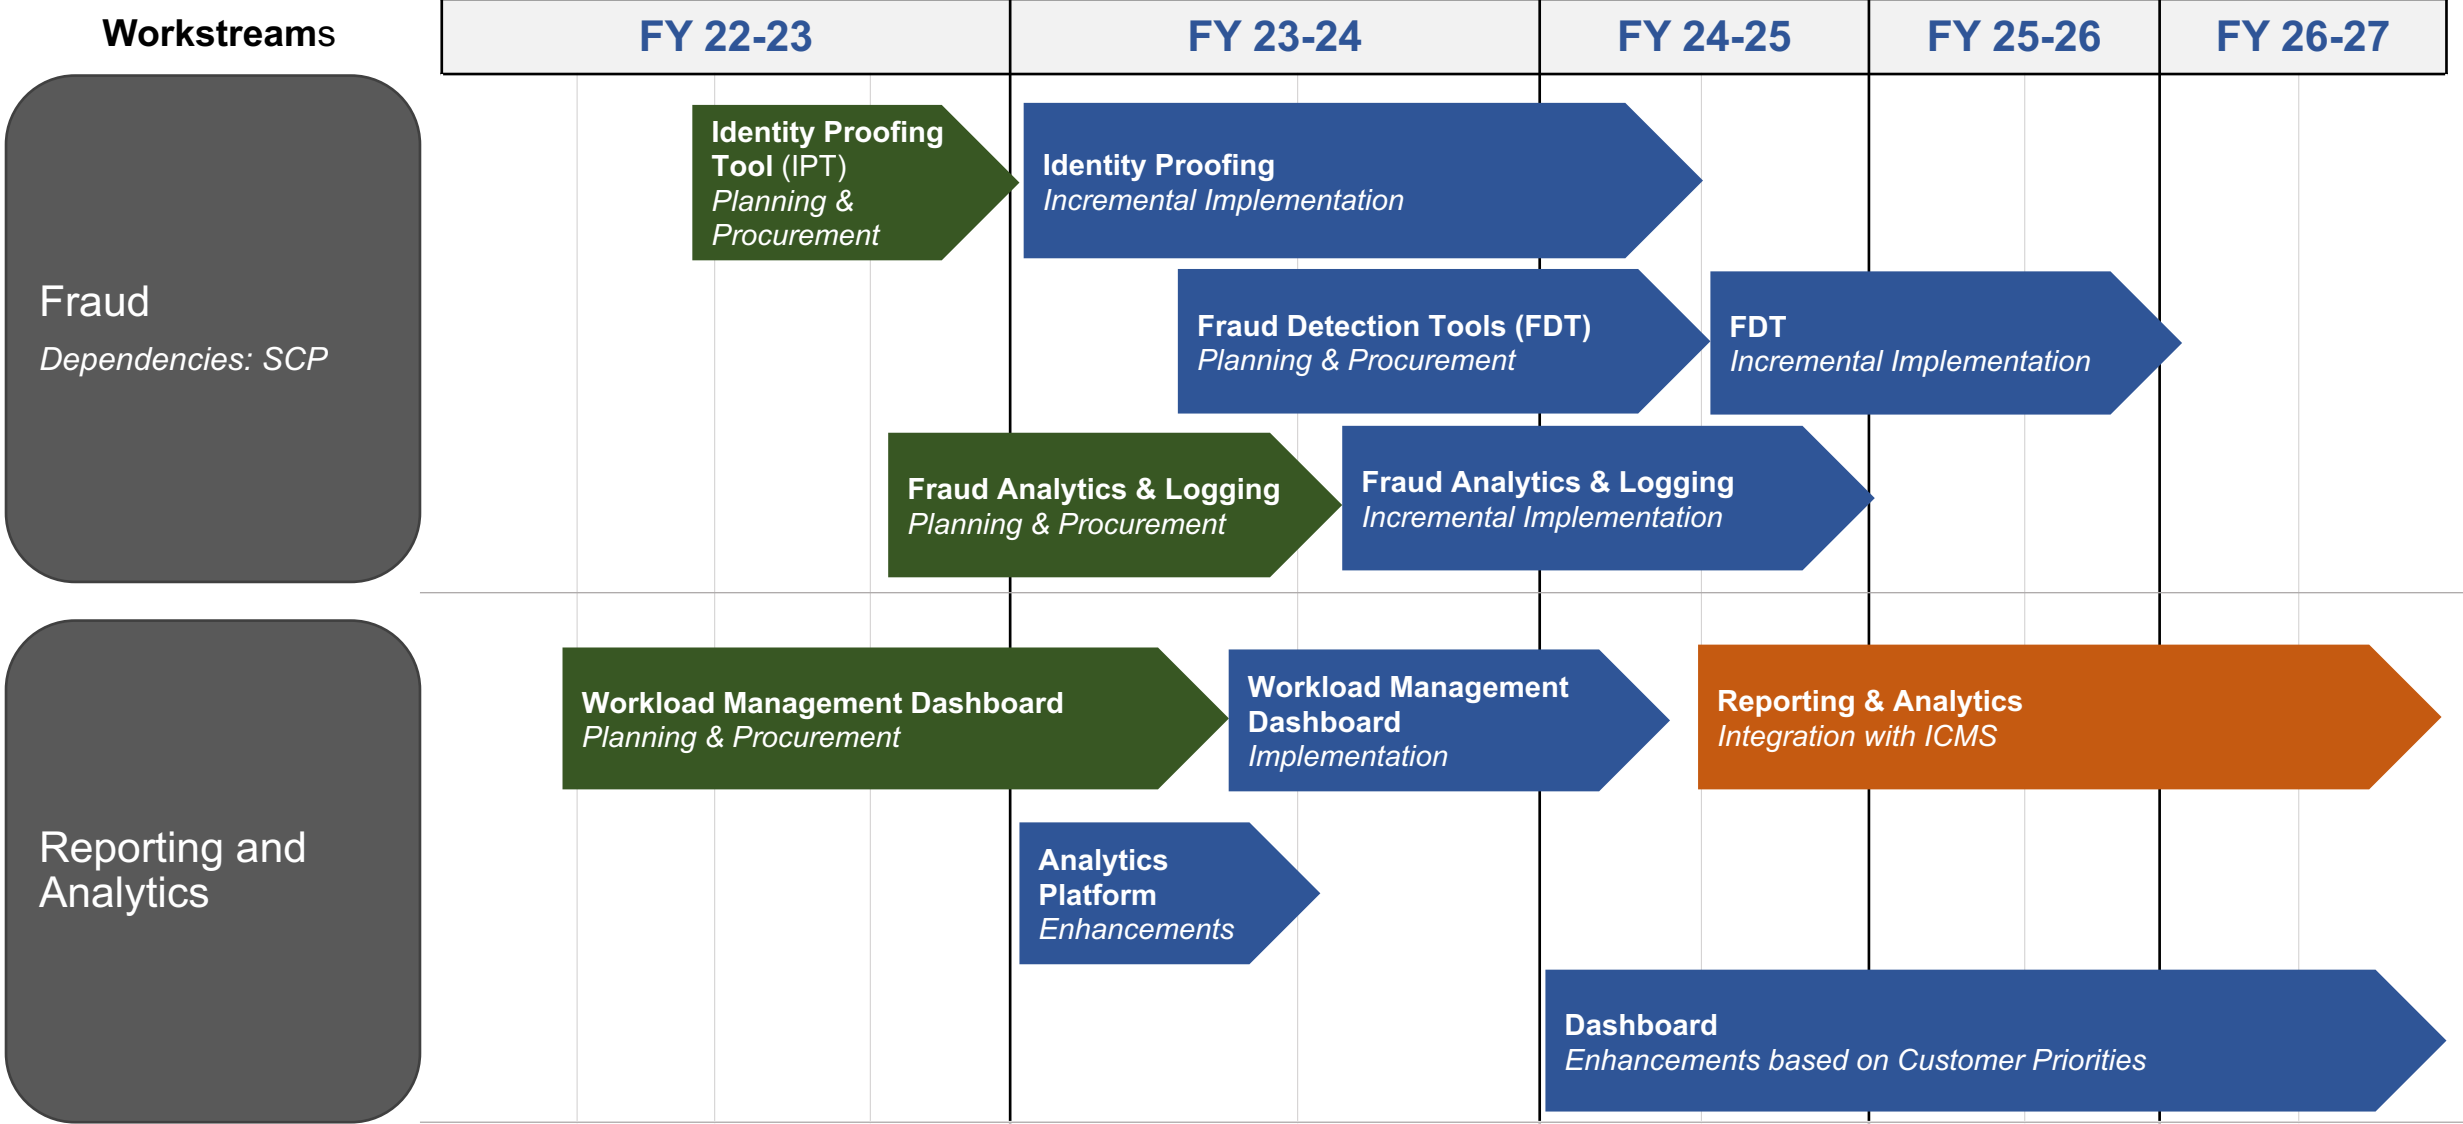 Workstreams
FY 22-23
FY 23-24
FY 24-25
FY 25-26
FY 26-27
Fraud
Dependencies: SCP
Identity Proofing
Tool (IPT)
Planning &
Procurement
Identity Proofing
Incremental Implementation
Fraud Detection Tools (FDT)
Planning & Procurement
FDT
Incremental Implementation
Fraud Analytics & Logging
Planning & Procurement
Fraud Analytics & Logging
Incremental Implementation
Reporting and
Analytics
Workload Management Dashboard
Planning & Procurement
Workload Management
Dashboard
Implementation
Reporting & Analytics
Integration with ICMS
Analytics
Platform
Enhancements
Dashboard
Enhancements based on Customer Priorities